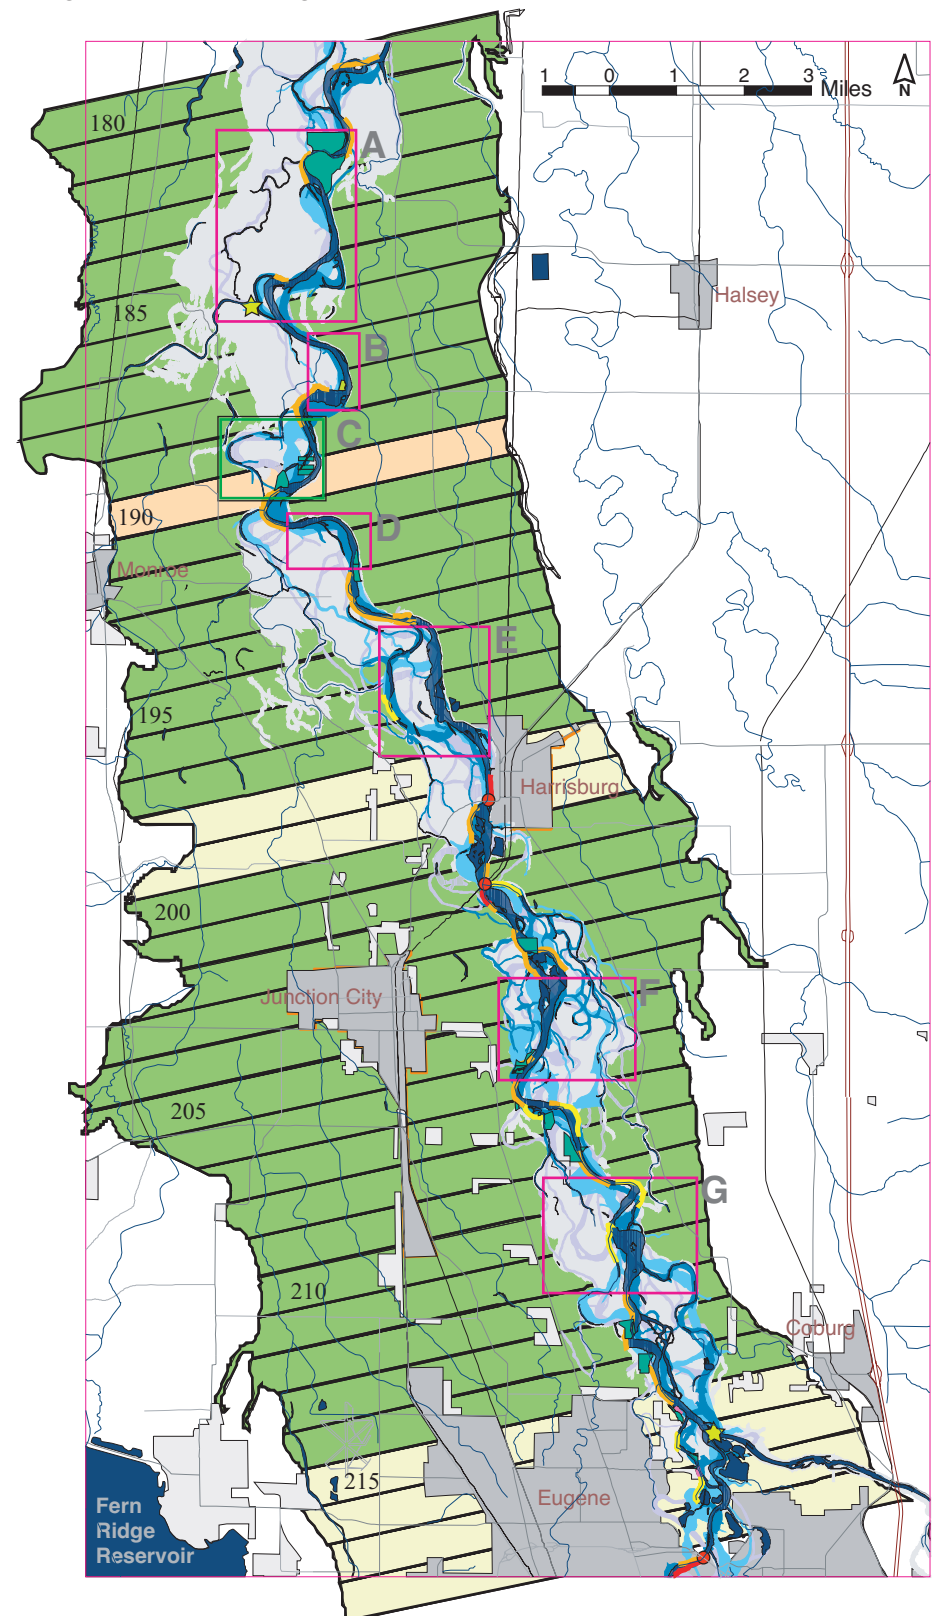 1 0 1 2 3 Miles
N
180
A
Halsey
185
B
C
190
D
Monroe
E
195
Harrisburg
200
F
Junction City
205
G
210
Coburg
215
Eugene
Fern
Ridge
Reservoir